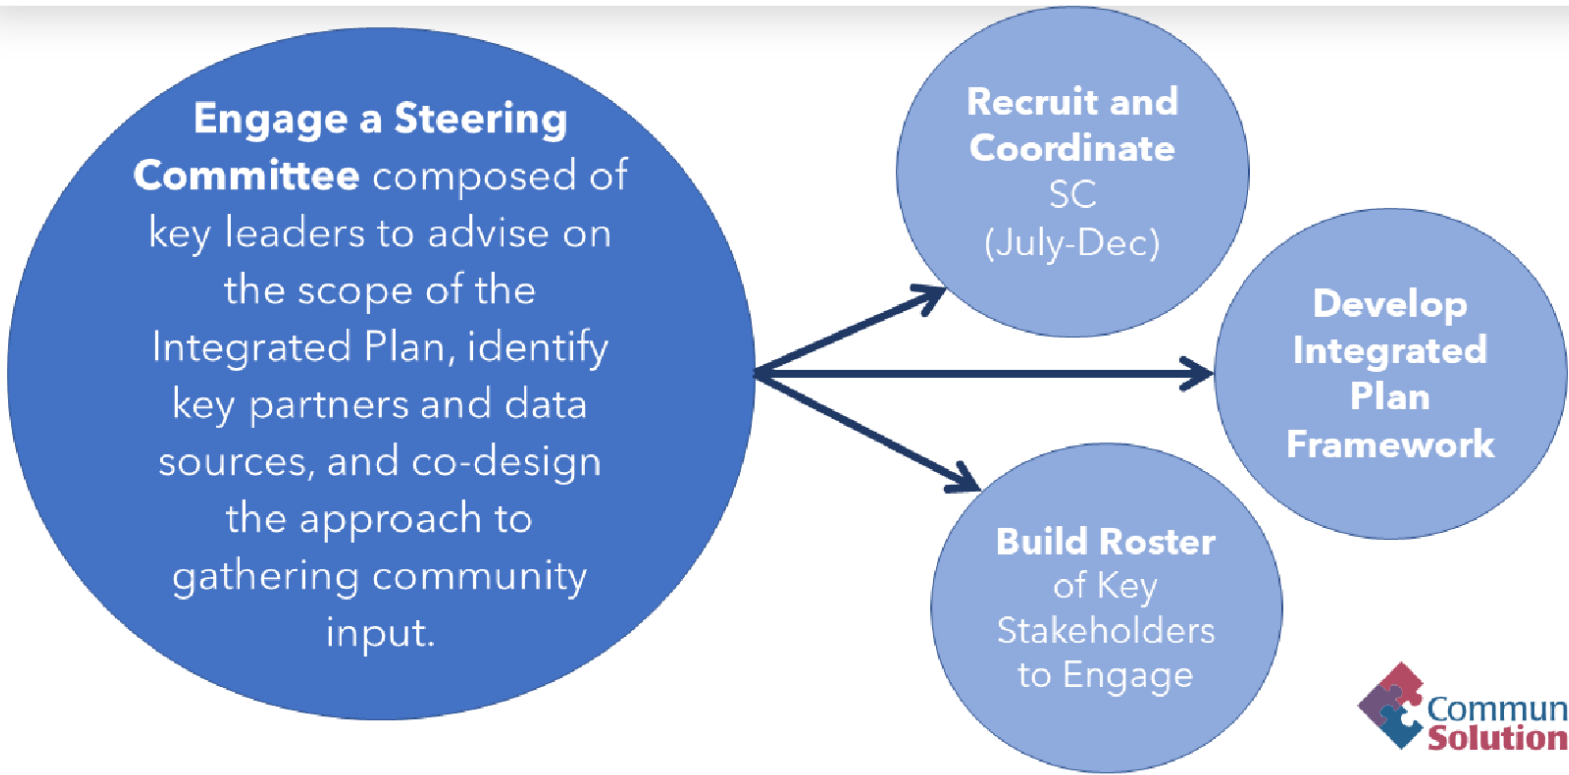 Engage a Steering
Committee composed of
key leaders to advise on
the scope of the
Integrated Plan, identify
key partners and data
sources, and co-design
the approach to
gathering community
input.
Recruit and
Coordinate
SC
(July-Dec)
Develop
Integrated
Plan
Framework
Build Roster
of Key
Stakeholders
to Engage
Commun
Solution